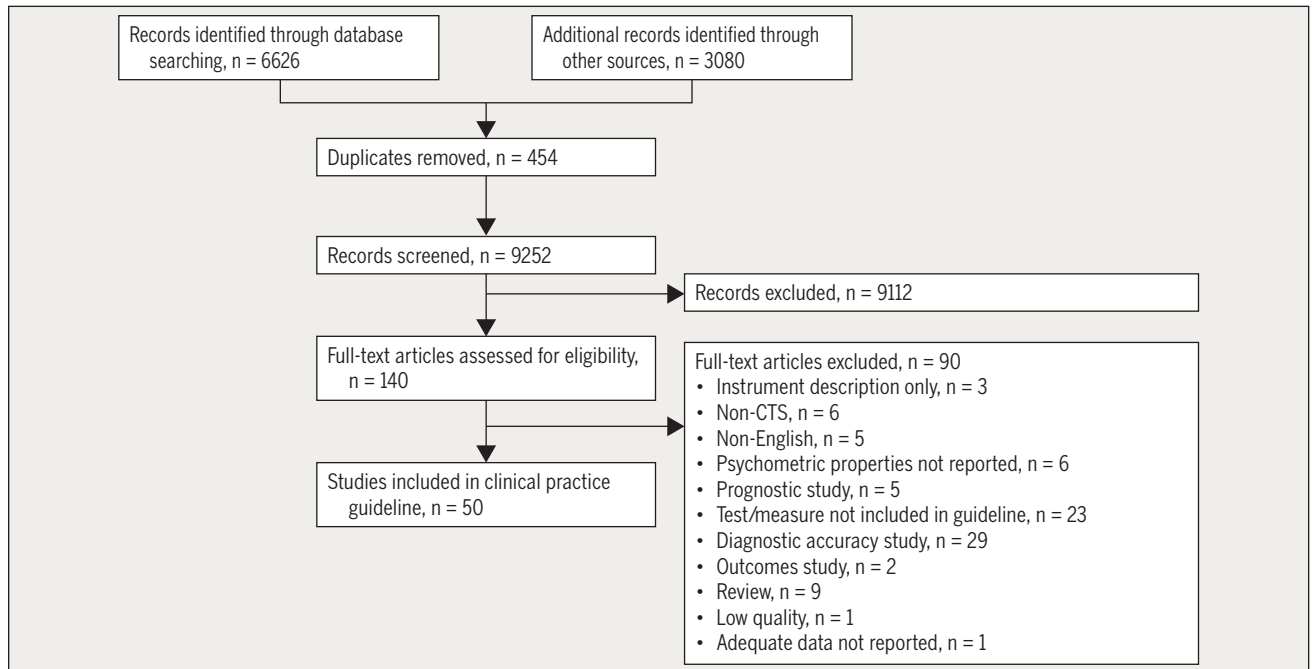 Records identified through database
searching, n = 6626
Additional records identified through
other sources, n = 3080
Duplicates removed, n = 454
Records screened, n = 9252
Records excluded, n = 9112
Full-text articles assessed for eligibility,
n = 140
Full-text articles excluded, n = 90
• Instrument description only, n = 3
• Non-CTS, n = 6
• Non-English, n = 5
• Psychometric properties not reported, n = 6
• Prognostic study, n = 5
• Test/measure not included in guideline, n = 23
• Diagnostic accuracy study, n = 29
• Outcomes study, n = 2
• Review, n = 9
• Low quality, n = 1
• Adequate data not reported, n = 1
Studies included in clinical practice
guideline, n = 50